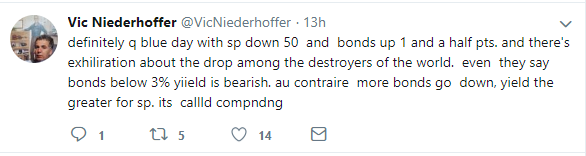 Vic Niederhoffer @VicNiederhoffer · 13h
definitely q blue day with sp down 50 and bonds up 1 and a half pts. and there's
exhiliration about the drop among the destroyers of the world. even they say
bonds below 3% yiield is bearish. au contraire more bonds go down, yield the
greater for sp. its callld compndng
1 5 14